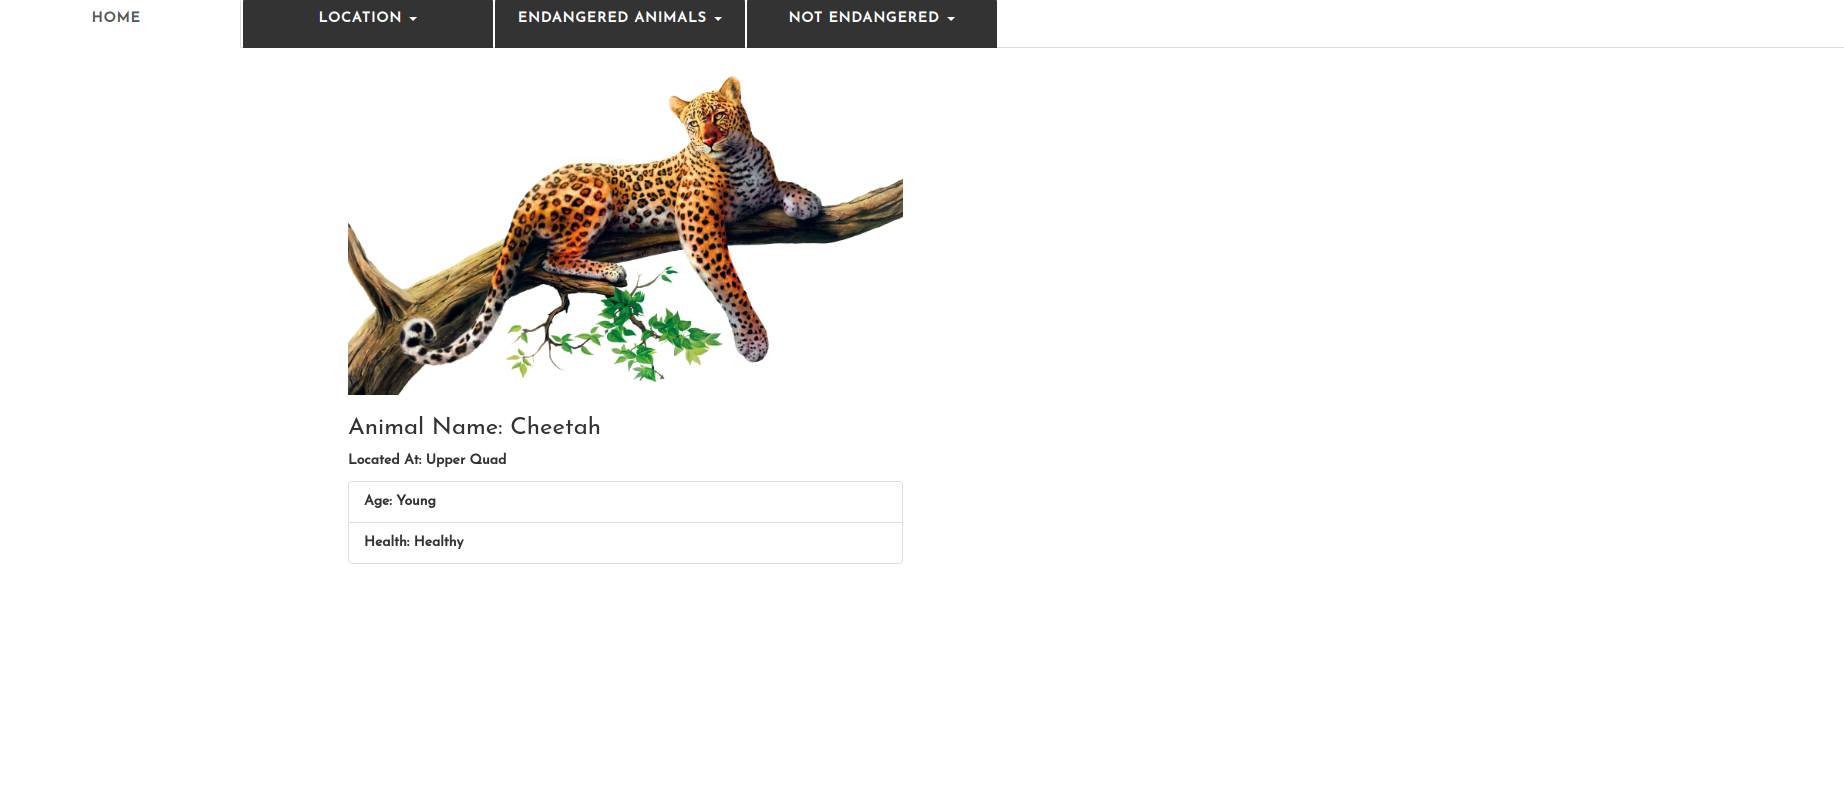 HOME
LOCATION
ENDANGERED ANIMALS
NOT ENDANGERED
Animal Name: Cheetah
Located At: Upper Quad
Age: Young
Health: Healthy